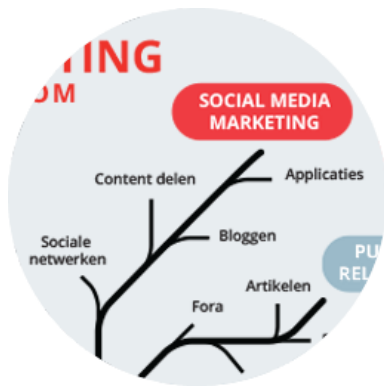 TING
OM
SOCIAL MEDIA
MARKETING
Content delen
Applicaties
Sociale
netwerken
Bloggen
PU
REL
Artikelen
Fora